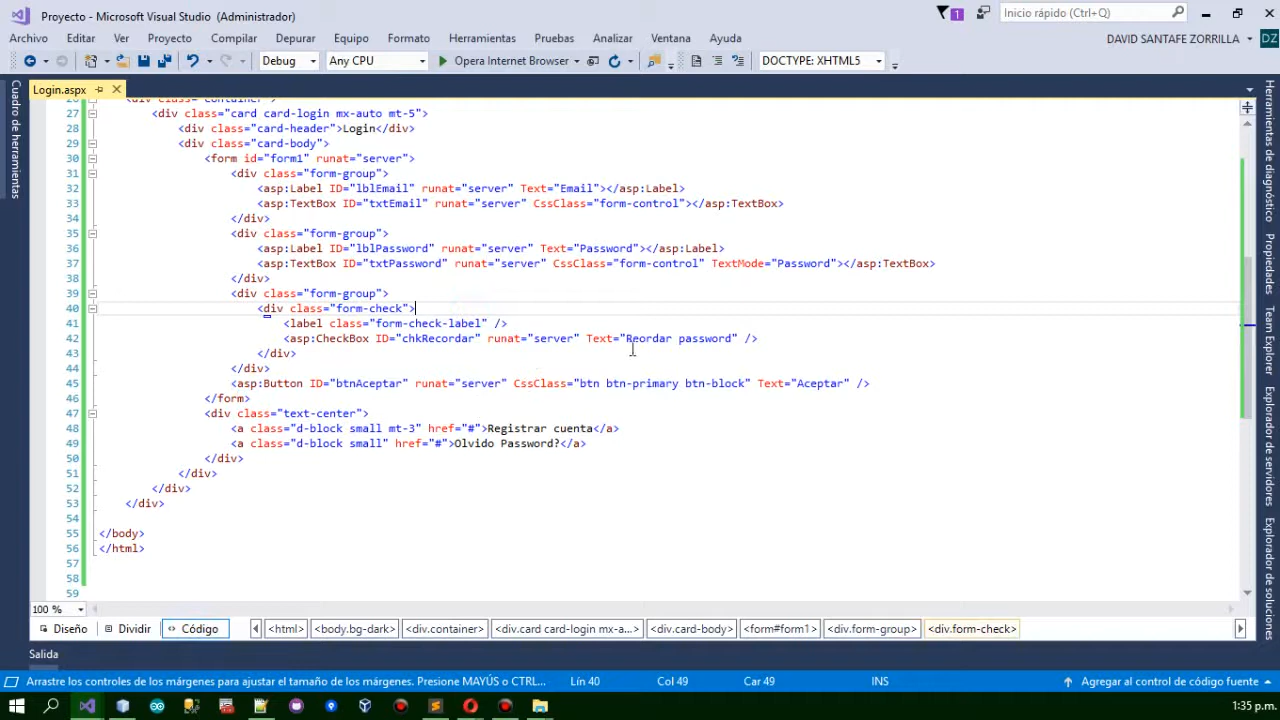 Proyecto - Microsoft Visual Studio (Administrador)
1
Inicio rápido (Ctrl+Q)
Archivo Editar Ver Proyecto Compilar Depurar Equipo Formato Herramientas Pruebas Analizar Ventana Ayuda
DAVID SANTAFE ZORRILLA DZ
Debug Any CPU Opera Internet Browser DOCTYPE: XHTML5
Login.aspx
Cuadro de herramientas
27 <div class="card card-login mx-auto mt-5">
28 <div class="card-header">Login</div>
29 <div class="card-body">
30 <form id="form1" runat="server">
31 <div class="form-group">
32 <asp:Label ID="lblEmail" runat="server" Text="Email"></asp:Label>
33 <asp:TextBox ID="txtEmail" runat="server" CssClass="form-control"></asp:TextBox>
34 </div>
35 <div class="form-group">
36 <asp:Label ID="lblPassword" runat="server" Text="Password"></asp:Label>
37 <asp:TextBox ID="txtPassword" runat="server" CssClass="form-control" TextMode="Password"></asp:TextBox>
38 </div>
39 <div class="form-group">
40 <div class="form-check">
41 <label class="form-check-label" />
42 <asp:CheckBox ID="chkRecordar" runat="server" Text="Reordar password" />
43 </div>
44 </div>
45 <asp:Button ID="btnAceptar" runat="server" CssClass="btn btn-primary btn-block" Text="Aceptar" />
46 </form>
47 <div class="text-center">
48 <a class="d-block small mt-3" href="#">Registrar cuenta</a>
49 <a class="d-block small" href="#">Olvido Password?</a>
50 </div>
51 </div>
52 </div>
53 </div>
54
55 </body>
56 </html>
57
58
59
Herramientas de diagnóstico
Propiedades
Team Explorer
Explorador de servidores
Explorador de soluciones
100 %
Diseño Dividir Código <html> <body.bg-dark> <div.container> <div.card card-login mx-a...> <div.card-body> <form#form1> <div.form-group> <div.form-check>
Salida
Arrastre los controles de los márgenes para ajustar el tamaño de los márgenes. Presione MAYÚS o CTRL... Lín 40 Col 49 Car 49 INS Agregar al control de código fuente
1:35 p.m.